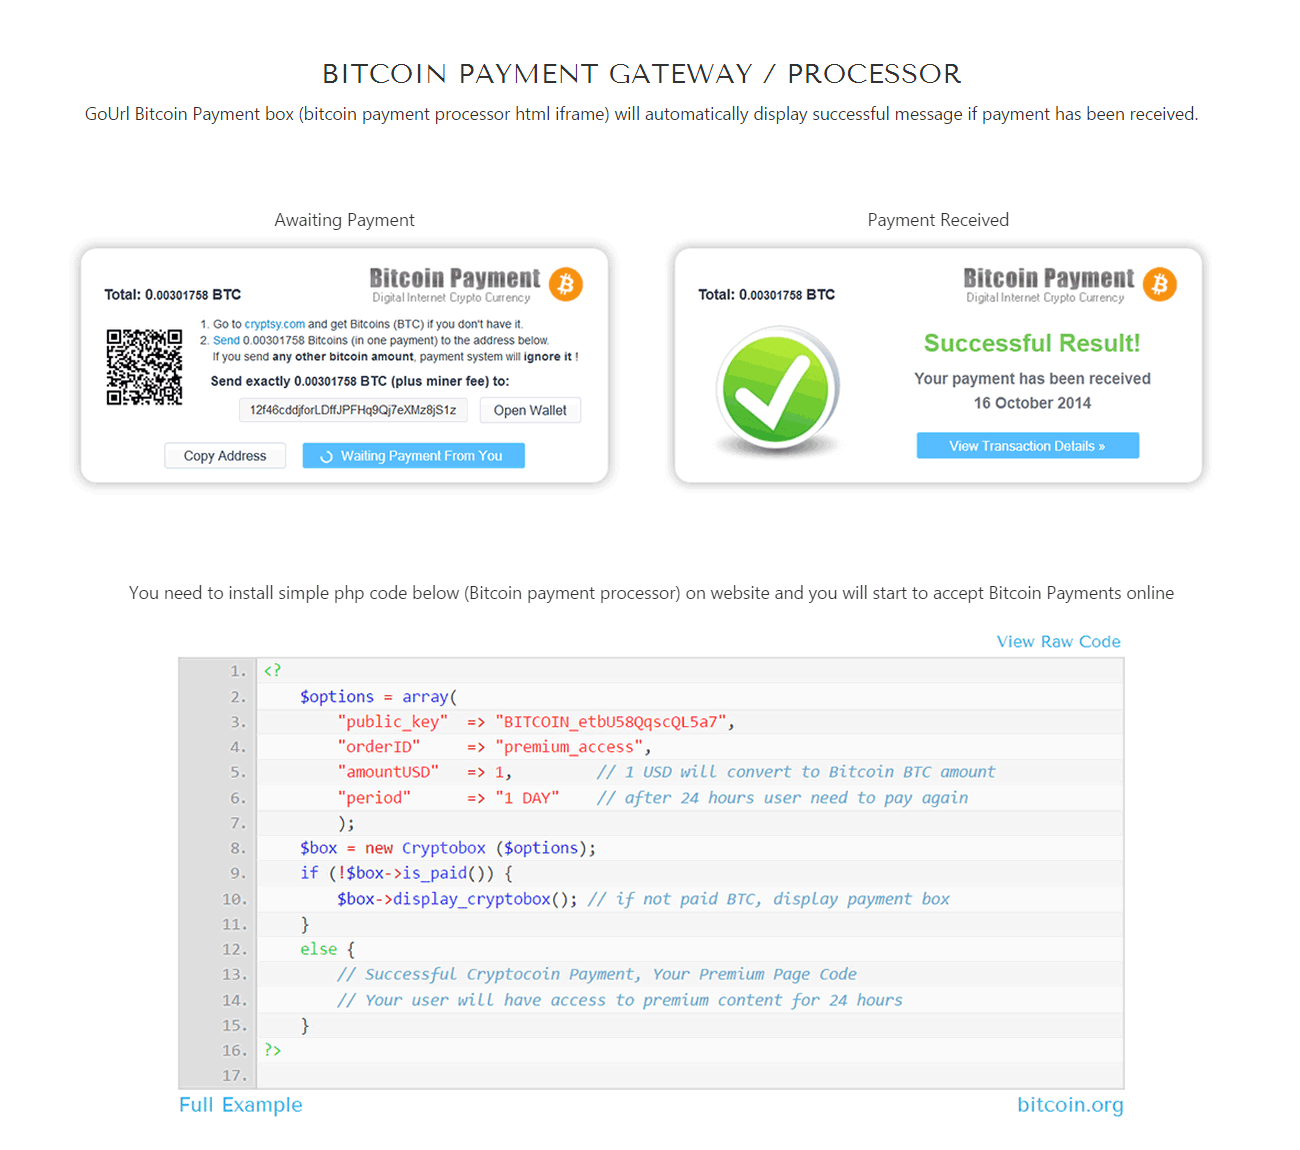 BITCOIN PAYMENT GATEWAY / PROCESSOR
GoUrl Bitcoin Payment box (bitcoin payment processor html iframe) will automatically display successful message if payment has been received.
Awaiting Payment
Total: 0.00301758 BTC
Bitcoin Payment
Digital Internet Crypto Currency
1. Go to cryptsy.com and get Bitcoins (BTC) if you don't have it.
2. Send 0.00301758 Bitcoins (in one payment) to the address below.
If you send any other bitcoin amount, payment system will ignore it !
Send exactly 0.00301758 BTC (plus miner fee) to:
12f46cddjforLDffJPFHq9Qj7eXMz8jS1z
Open Wallet
Copy Address
Waiting Payment From You
Payment Received
Total: 0.00301758 BTC
Bitcoin Payment
Digital Internet Crypto Currency
Successful Result!
Your payment has been received
16 October 2014
View Transaction Details »
You need to install simple php code below (Bitcoin payment processor) on website and you will start to accept Bitcoin Payments online
View Raw Code
1. <?
2. $options = array(
3. "public_key" => "BITCOIN_etbU58QqscQL5a7",
4. "orderID" => "premium_access",
5. "amountUSD" => 1, // 1 USD will convert to Bitcoin BTC amount
6. "period" => "1 DAY" // after 24 hours user need to pay again
7. );
8. $box = new Cryptobox ($options);
9. if (!$box->is_paid()) {
10. $box->display_cryptobox(); // if not paid BTC, display payment box
11. }
12. else {
13. // Successful Cryptocoin Payment, Your Premium Page Code
14. // Your user will have access to premium content for 24 hours
15. }
16. ?>
17.
Full Example
bitcoin.org